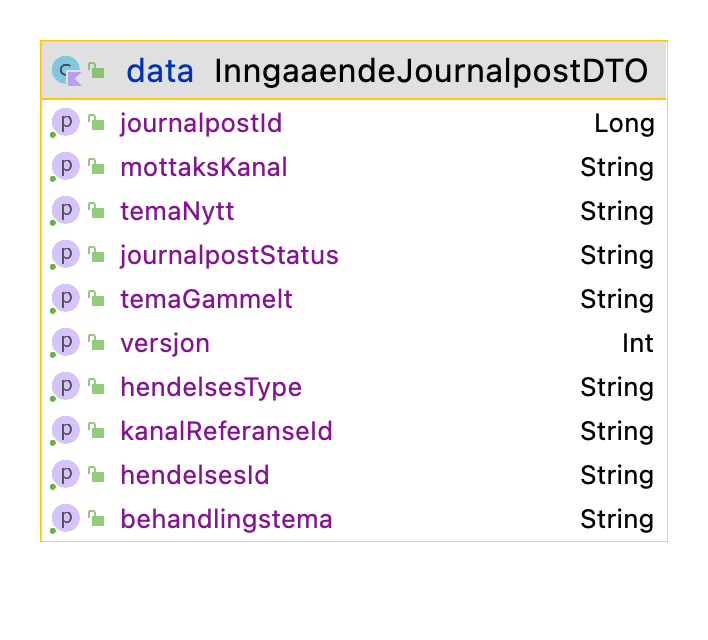 data InngaaendeJournalpostDTO
journalpostId Long
mottaksKanal String
temaNytt String
journalpostStatus String
temaGammelt String
versjon Int
hendelsesType String
kanalReferanseId String
hendelsesId String
behandlingstema String